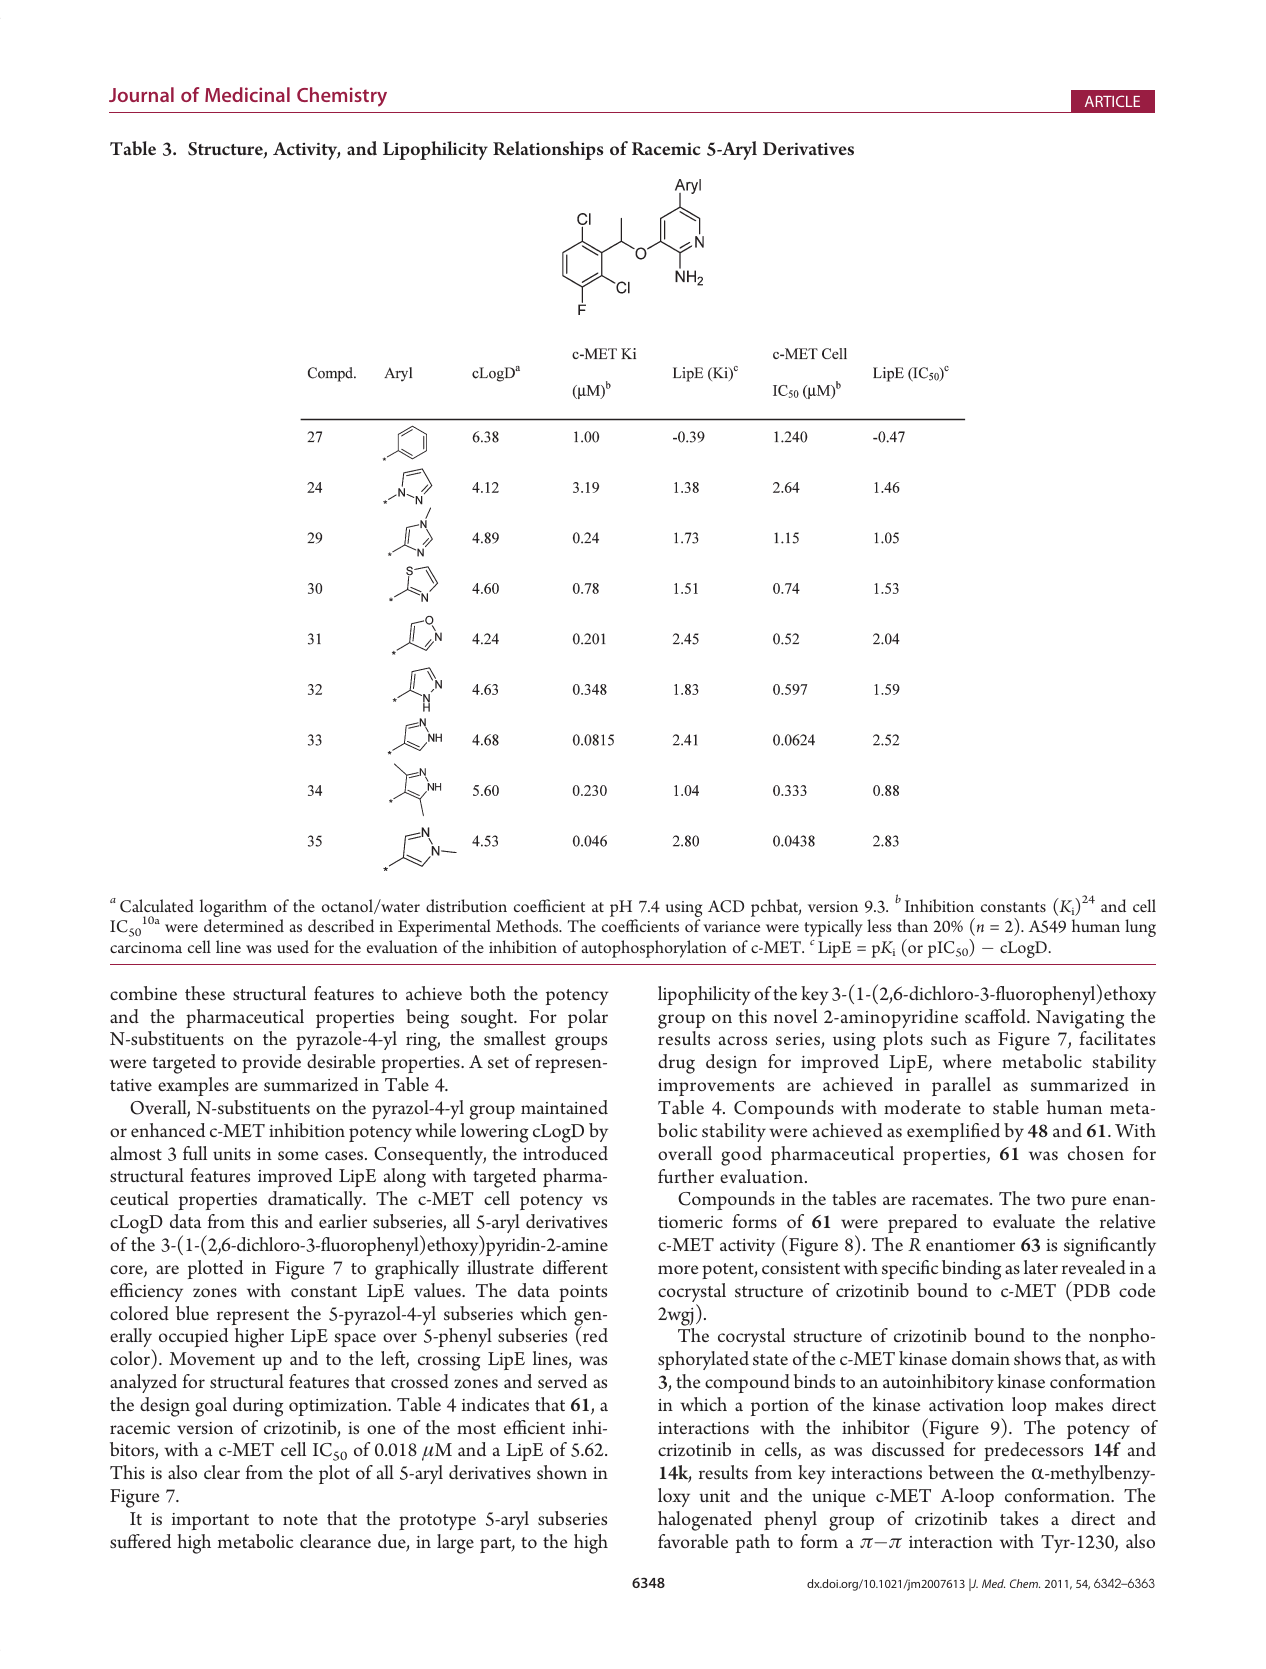 Journal of Medicinal Chemistry
ARTICLE
Table 3. Structure, Activity, and Lipophilicity Relationships of Racemic 5-Aryl Derivatives
Aryl
Cl
N
O
NH₂
Cl
F
Compd. Aryl cLogDᵃ c-MET Ki (μM)ᵇ LipE (Ki)ᶜ c-MET Cell IC₅₀ (μM)ᵇ LipE (IC₅₀)ᶜ
27 * 6.38 1.00 -0.39 1.240 -0.47
24 * N N 4.12 3.19 1.38 2.64 1.46
29 * N N 4.89 0.24 1.73 1.15 1.05
30 * S N 4.60 0.78 1.51 0.74 1.53
31 * O N 4.24 0.201 2.45 0.52 2.04
32 * N N H 4.63 0.348 1.83 0.597 1.59
33 * N NH 4.68 0.0815 2.41 0.0624 2.52
34 * N NH 5.60 0.230 1.04 0.333 0.88
35 * N N 4.53 0.046 2.80 0.0438 2.83
ᵃ Calculated logarithm of the octanol/water distribution coefficient at pH 7.4 using ACD pchbat, version 9.3. ᵇ Inhibition constants (Kᵢ)²⁴ and cell
IC₅₀¹⁰ᵃ were determined as described in Experimental Methods. The coefficients of variance were typically less than 20% (n = 2). A549 human lung
carcinoma cell line was used for the evaluation of the inhibition of autophosphorylation of c-MET. ᶜ LipE = pKᵢ (or pIC₅₀) − cLogD.
combine these structural features to achieve both the potency
and the pharmaceutical properties being sought. For polar
N-substituents on the pyrazole-4-yl ring, the smallest groups
were targeted to provide desirable properties. A set of represen-
tative examples are summarized in Table 4.
Overall, N-substituents on the pyrazol-4-yl group maintained
or enhanced c-MET inhibition potency while lowering cLogD by
almost 3 full units in some cases. Consequently, the introduced
structural features improved LipE along with targeted pharma-
ceutical properties dramatically. The c-MET cell potency vs
cLogD data from this and earlier subseries, all 5-aryl derivatives
of the 3-(1-(2,6-dichloro-3-fluorophenyl)ethoxy)pyridin-2-amine
core, are plotted in Figure 7 to graphically illustrate different
efficiency zones with constant LipE values. The data points
colored blue represent the 5-pyrazol-4-yl subseries which gen-
erally occupied higher LipE space over 5-phenyl subseries (red
color). Movement up and to the left, crossing LipE lines, was
analyzed for structural features that crossed zones and served as
the design goal during optimization. Table 4 indicates that 61, a
racemic version of crizotinib, is one of the most efficient inhi-
bitors, with a c-MET cell IC₅₀ of 0.018 μM and a LipE of 5.62.
This is also clear from the plot of all 5-aryl derivatives shown in
Figure 7.
It is important to note that the prototype 5-aryl subseries
suffered high metabolic clearance due, in large part, to the high
lipophilicity of the key 3-(1-(2,6-dichloro-3-fluorophenyl)ethoxy
group on this novel 2-aminopyridine scaffold. Navigating the
results across series, using plots such as Figure 7, facilitates
drug design for improved LipE, where metabolic stability
improvements are achieved in parallel as summarized in
Table 4. Compounds with moderate to stable human meta-
bolic stability were achieved as exemplified by 48 and 61. With
overall good pharmaceutical properties, 61 was chosen for
further evaluation.
Compounds in the tables are racemates. The two pure enan-
tiomeric forms of 61 were prepared to evaluate the relative
c-MET activity (Figure 8). The R enantiomer 63 is significantly
more potent, consistent with specific binding as later revealed in a
cocrystal structure of crizotinib bound to c-MET (PDB code
2wgj).
The cocrystal structure of crizotinib bound to the nonpho-
sphorylated state of the c-MET kinase domain shows that, as with
3, the compound binds to an autoinhibitory kinase conformation
in which a portion of the kinase activation loop makes direct
interactions with the inhibitor (Figure 9). The potency of
crizotinib in cells, as was discussed for predecessors 14f and
14k, results from key interactions between the α-methylbenzy-
loxy unit and the unique c-MET A-loop conformation. The
halogenated phenyl group of crizotinib takes a direct and
favorable path to form a π−π interaction with Tyr-1230, also
6348
dx.doi.org/10.1021/jm2007613 |J. Med. Chem. 2011, 54, 6342–6363